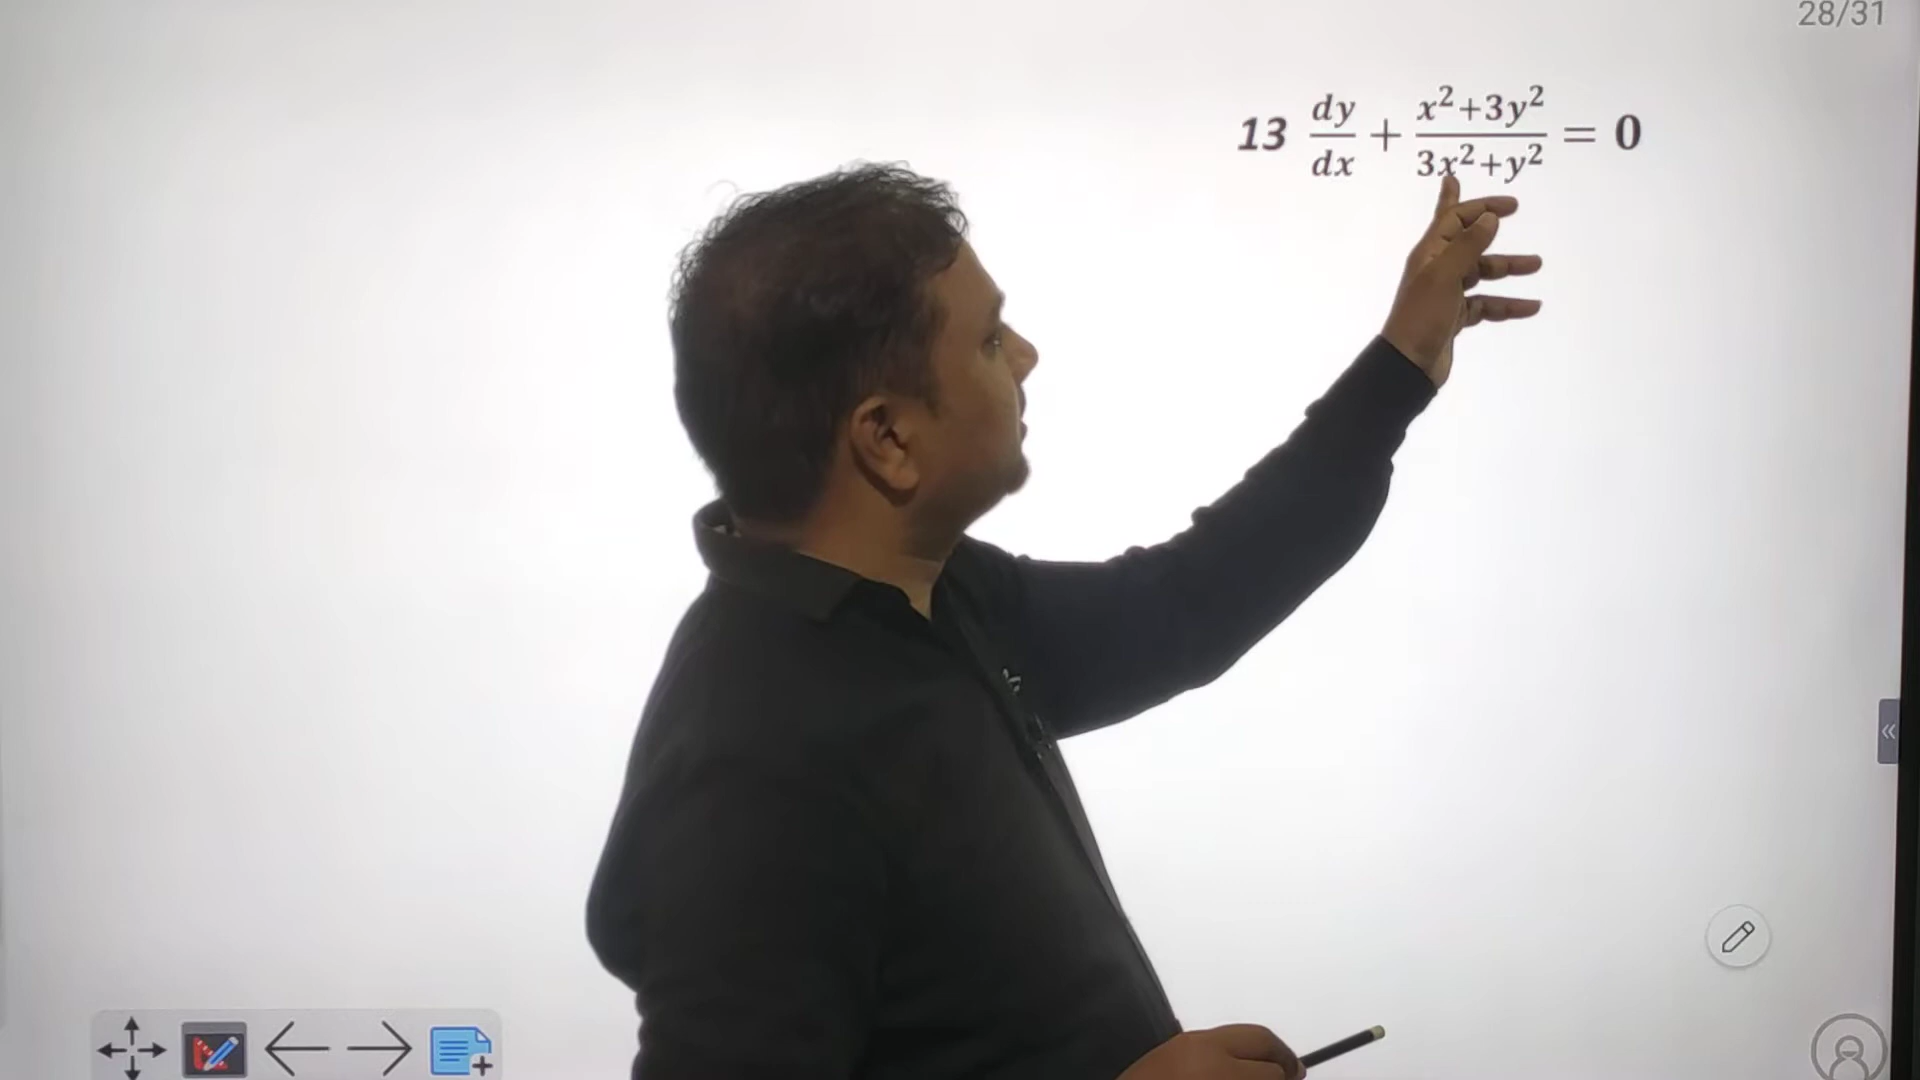 28/31
13 dy/dx + (x²+3y²)/(3x²+y²) = 0